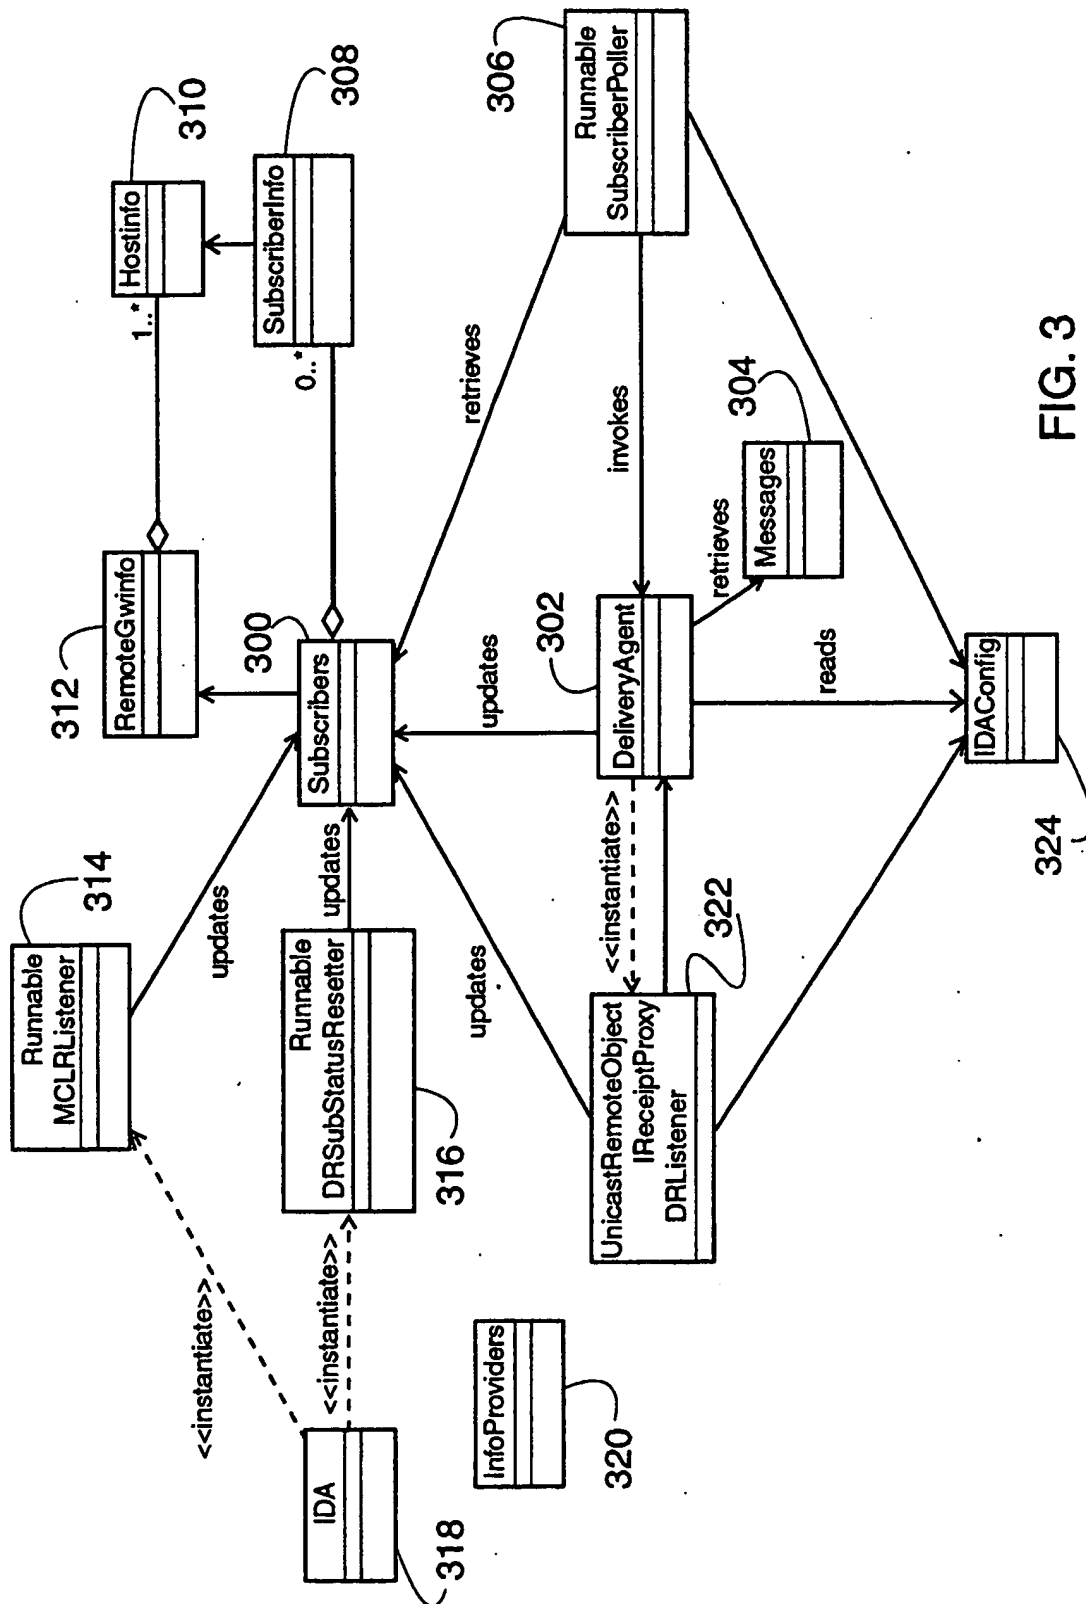 Runnable
MCLRListener
314
updates
<<instantiate>>
RemoteGwinfo
312
1..*
Hostinfo
310
IDA
318
<<instantiate>>
Runnable
DRSubStatusResetter
316
updates
Subscribers
300
0..*
SubscriberInfo
308
InfoProviders
320
updates
updates
retrieves
UnicastRemoteObject
IReceiptProxy
DRListener
322
<<instantiate>>
DeliveryAgent
302
invokes
Runnable
SubscriberPoller
306
reads
retrieves
Messages
304
IDAConfig
324
FIG. 3